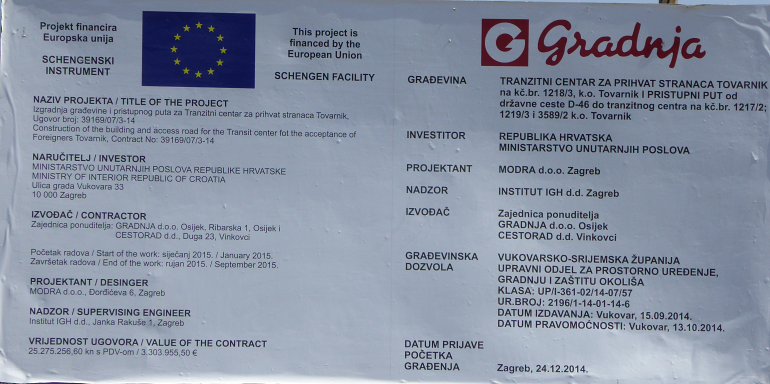 Projekt financira
Europska unija
SCHENGENSKI
INSTRUMENT
This project is
financed by the
European Union
SCHENGEN FACILITY
NAZIV PROJEKTA / TITLE OF THE PROJECT
Izgradnja građevine i pristupnog puta za Tranzitni centar za prihvat stranaca Tovarnik,
Ugovor broj: 39169/07/3-14
Construction of the building and access road for the Transit center fot the acceptance of
Foreigners Tovarnik, Contract No: 39169/07/3-14
NARUČITELJ / INVESTOR
MINISTARSTVO UNUTARNJIH POSLOVA REPUBLIKE HRVATSKE
MINISTRY OF INTERIOR REPUBLIC OF CROATIA
Ulica grada Vukovara 33
10 000 Zagreb
IZVOĐAČ / CONTRACTOR
Zajednica ponuditelja: GRADNJA d.o.o. Osijek, Ribarska 1, Osijek i
CESTORAD d.d., Duga 23, Vinkovci
Početak radova / Start of the work: siječanj 2015. / January 2015.
Završetak radova / End of the work: rujan 2015. / September 2015.
PROJEKTANT / DESINGER
MODRA d.o.o., Đorđićeva 6, Zagreb
NADZOR / SUPERVISING ENGINEER
Institut IGH d.d., Janka Rakuše 1, Zagreb
VRIJEDNOST UGOVORA / VALUE OF THE CONTRACT
25.275.256,60 kn s PDV-om / 3.303.955,50 €
G Gradnja
GRAĐEVINA TRANZITNI CENTAR ZA PRIHVAT STRANACA TOVARNIK
na kč.br. 1218/3, k.o. Tovarnik I PRISTUPNI PUT od
državne ceste D-46 do tranzitnog centra na kč.br. 1217/2;
1219/3 i 3589/2 k.o. Tovarnik
INVESTITOR REPUBLIKA HRVATSKA
MINISTARSTVO UNUTARNJIH POSLOVA
PROJEKTANT MODRA d.o.o. Zagreb
NADZOR INSTITUT IGH d.d. Zagreb
IZVOĐAČ Zajednica ponuditelja
GRADNJA d.o.o. Osijek
CESTORAD d.d. Vinkovci
GRAĐEVINSKA VUKOVARSKO-SRIJEMSKA ŽUPANIJA
DOZVOLA UPRAVNI ODJEL ZA PROSTORNO UREĐENJE,
GRADNJU I ZAŠTITU OKOLIŠA
KLASA: UP/I-361-02/14-07/57
UR.BROJ: 2196/1-14-01-14-6
DATUM IZDAVANJA: Vukovar, 15.09.2014.
DATUM PRAVOMOĆNOSTI: Vukovar, 13.10.2014.
DATUM PRIJAVE
POČETKA
GRAĐENJA Zagreb, 24.12.2014.